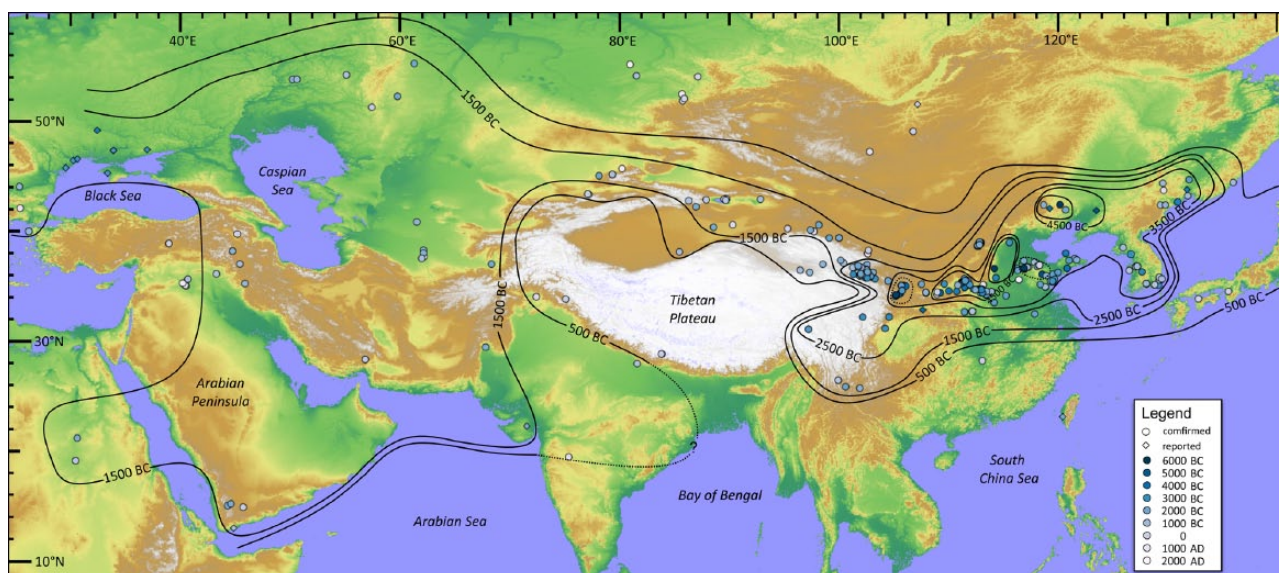 40°E
60°E
80°E
100°E
120°E
50°N
30°N
10°N
1500 BC
Caspian
Sea
Black Sea
4500 BC
3500 BC
1500 BC
1500 BC
500 BC
Tibetan
Plateau
2500 BC
2500 BC
1500 BC
500 BC
500 BC
Arabian
Peninsula
1500 BC
?
South
China Sea
Bay of Bengal
Arabian Sea
Legend
comfirmed
reported
6000 BC
5000 BC
4000 BC
3000 BC
2000 BC
1000 BC
0
1000 AD
2000 AD